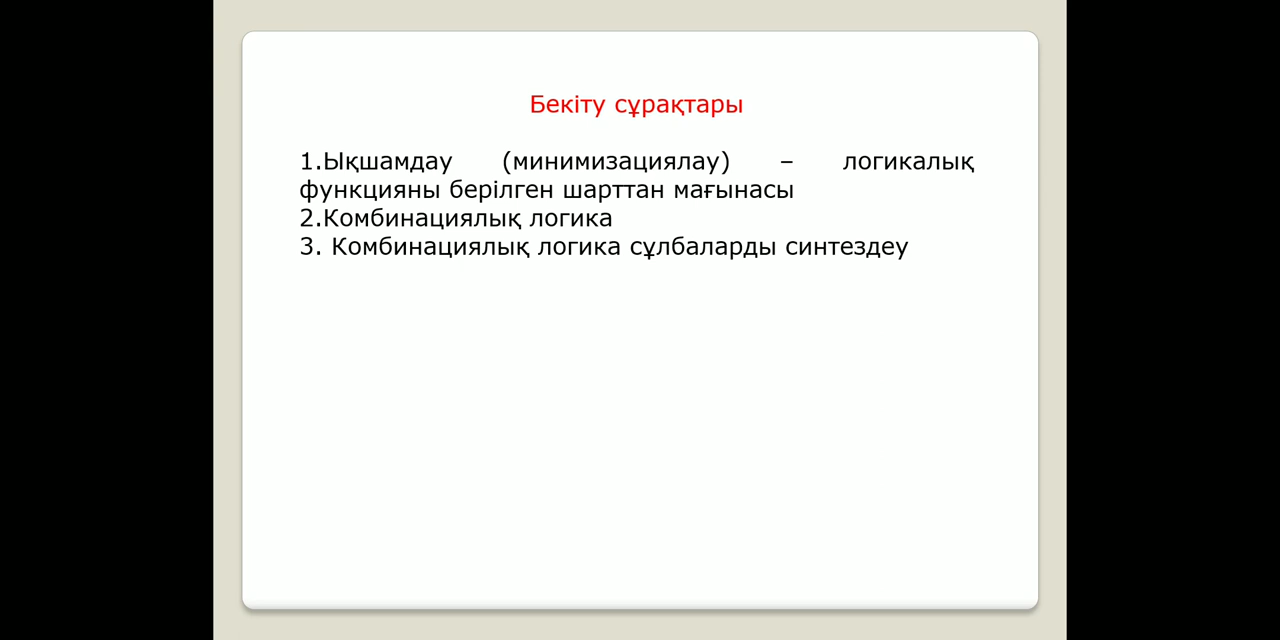 Бекіту сұрақтары
1.Ықшамдау (минимизациялау) – логикалық
функцияны берілген шарттан мағынасы
2.Комбинациялық логика
3. Комбинациялық логика сұлбаларды синтездеу